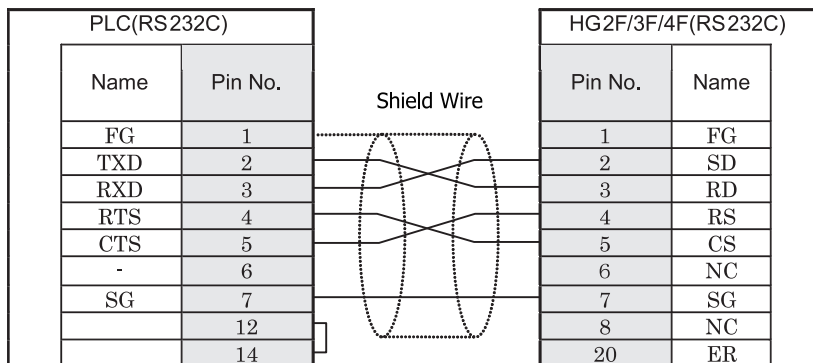 PLC(RS232C) HG2F/3F/4F(RS232C)
Name Pin No. Shield Wire Pin No. Name
FG 1 1 FG
TXD 2 2 SD
RXD 3 3 RD
RTS 4 4 RS
CTS 5 5 CS
- 6 6 NC
SG 7 7 SG
12 8 NC
14 20 ER